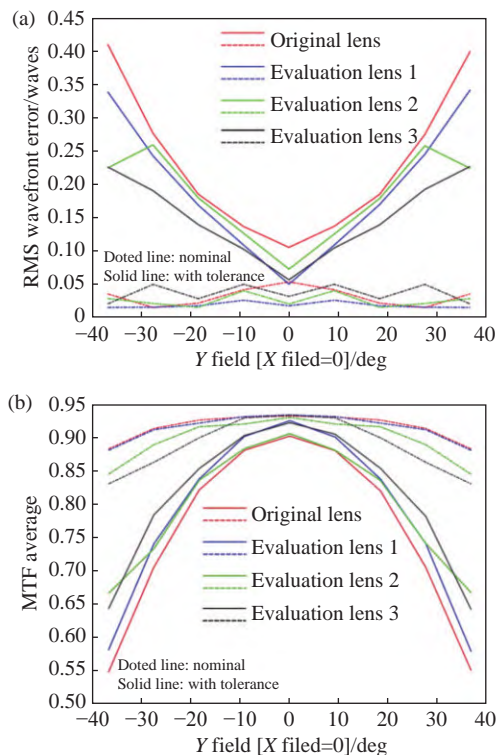 (a)
0.45
0.40
0.35
0.30
0.25
0.20
0.15
0.10
0.05
0
RMS wavefront error/waves
Original lens
Evaluation lens 1
Evaluation lens 2
Evaluation lens 3
Doted line: nominal
Solid line: with tolerance
−40 −30 −20 −10 0 10 20 30 40
Y field [X filed=0]/deg
(b)
0.95
0.90
0.85
0.80
0.75
0.70
0.65
0.60
0.55
0.50
MTF average
Original lens
Evaluation lens 1
Evaluation lens 2
Evaluation lens 3
Doted line: nominal
Solid line: with tolerance
−40 −30 −20 −10 0 10 20 30 40
Y field [X filed=0]/deg